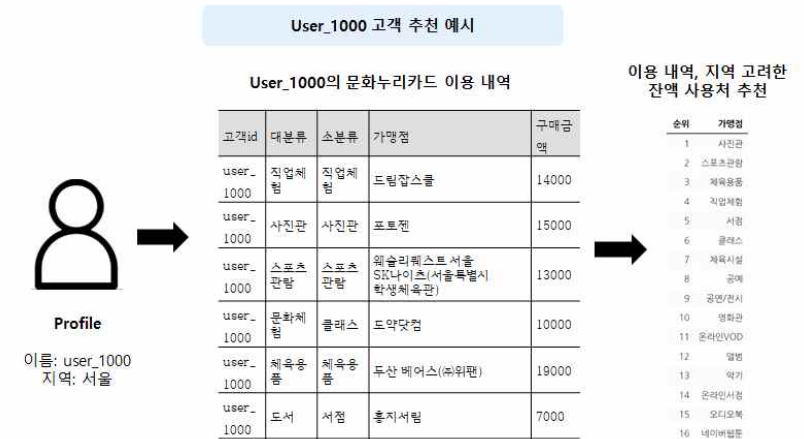 User_1000 고객 추천 예시
User_1000의 문화누리카드 이용 내역
이용 내역, 지역 고려한
잔액 사용처 추천
Profile
이름: user_1000
지역: 서울
고객id 대분류 소분류 가맹점 구매금
액
user_
1000 직업체
험 직업체
험 드림잡스쿨 14000
user_
1000 사진관 사진관 포토젠 15000
user_
1000 스포츠
관람 스포츠
관람 웨슬리퀘스트 서울
SK나이츠(서울특별시
학생체육관) 13000
user_
1000 문화체
험 클래스 도약닷컴 10000
user_
1000 체육용
품 체육용
품 두산 베어스(㈜위팬) 19000
user_
1000 도서 서점 홍지서림 7000
순위 가맹점
1 사진관
2 스포츠관람
3 체육용품
4 직업체험
5 서점
6 클래스
7 체육시설
8 공예
9 공연/전시
10 영화관
11 온라인VOD
12 앨범
13 악기
14 온라인서점
15 오디오북
16 네이버웹툰